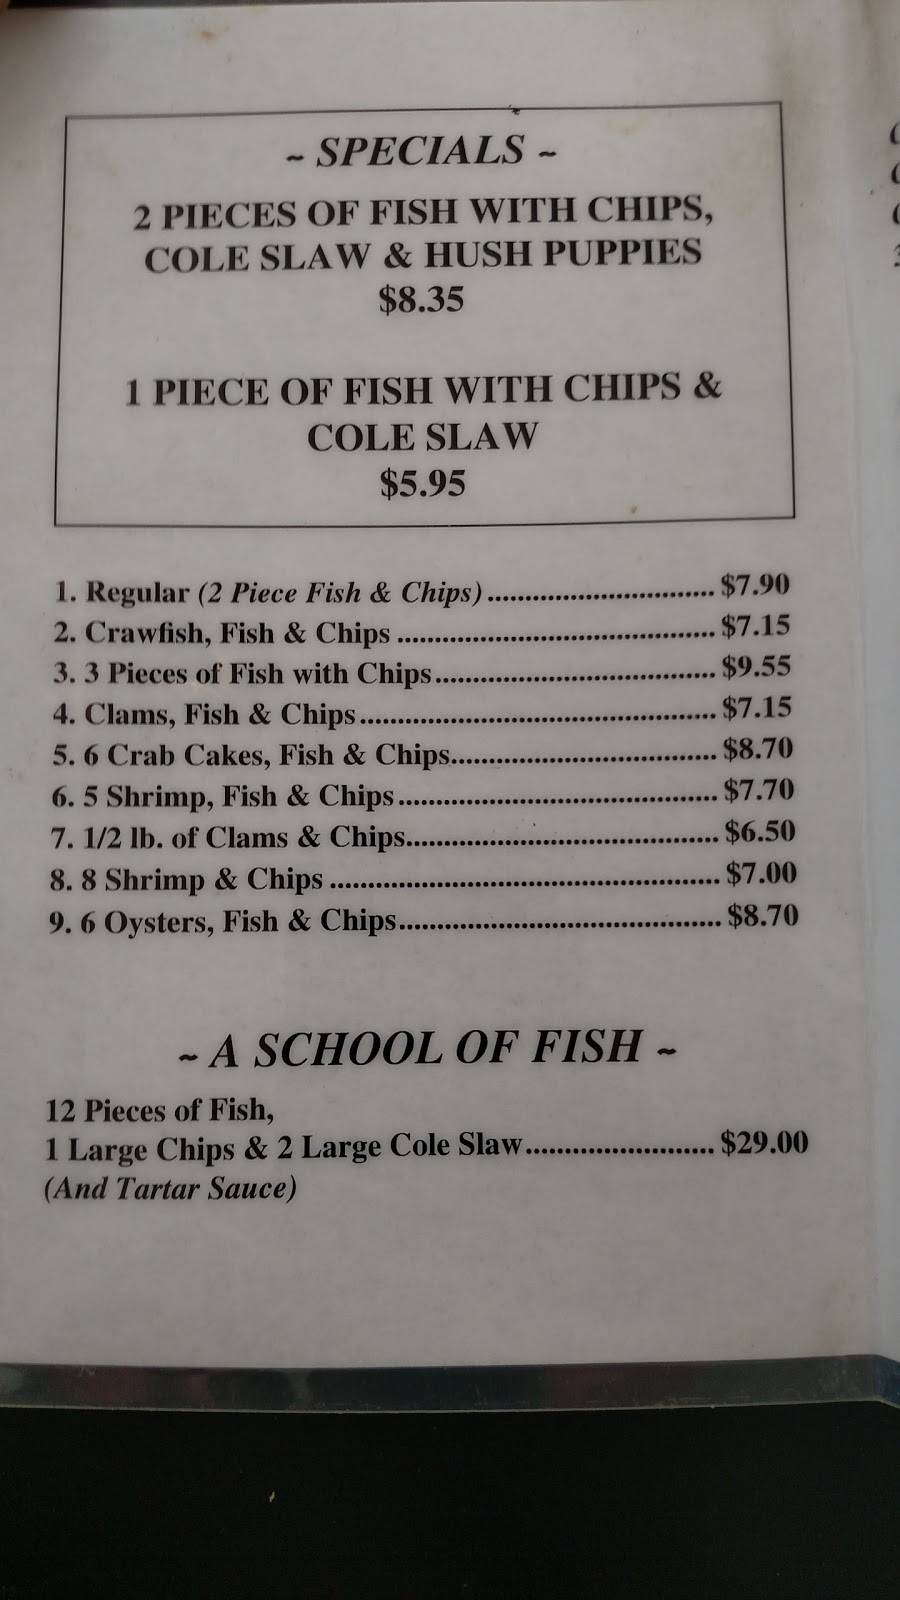 ~ SPECIALS ~
2 PIECES OF FISH WITH CHIPS,
COLE SLAW & HUSH PUPPIES
$8.35
1 PIECE OF FISH WITH CHIPS &
COLE SLAW
$5.95
1. Regular (2 Piece Fish & Chips).............................. $7.90
2. Crawfish, Fish & Chips .......................................... $7.15
3. 3 Pieces of Fish with Chips..................................... $9.55
4. Clams, Fish & Chips............................................... $7.15
5. 6 Crab Cakes, Fish & Chips................................... $8.70
6. 5 Shrimp, Fish & Chips.......................................... $7.70
7. 1/2 lb. of Clams & Chips......................................... $6.50
8. 8 Shrimp & Chips ................................................... $7.00
9. 6 Oysters, Fish & Chips.......................................... $8.70
~ A SCHOOL OF FISH ~
12 Pieces of Fish,
1 Large Chips & 2 Large Cole Slaw........................ $29.00
(And Tartar Sauce)